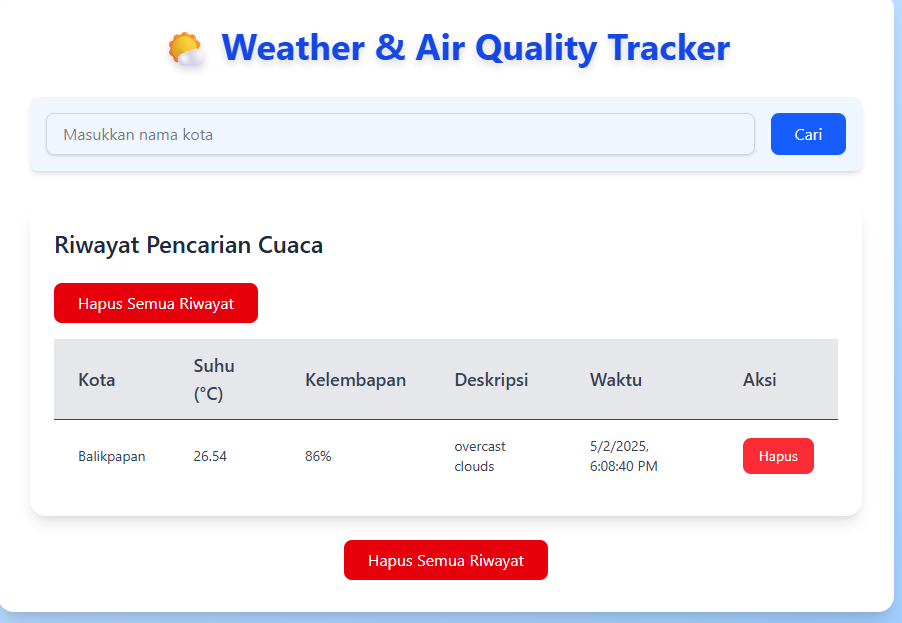 Weather & Air Quality Tracker
Masukkan nama kota
Cari
Riwayat Pencarian Cuaca
Hapus Semua Riwayat
Kota Suhu (°C) Kelembapan Deskripsi Waktu Aksi
Balikpapan 26.54 86% overcast clouds 5/2/2025, 6:08:40 PM Hapus
Hapus Semua Riwayat